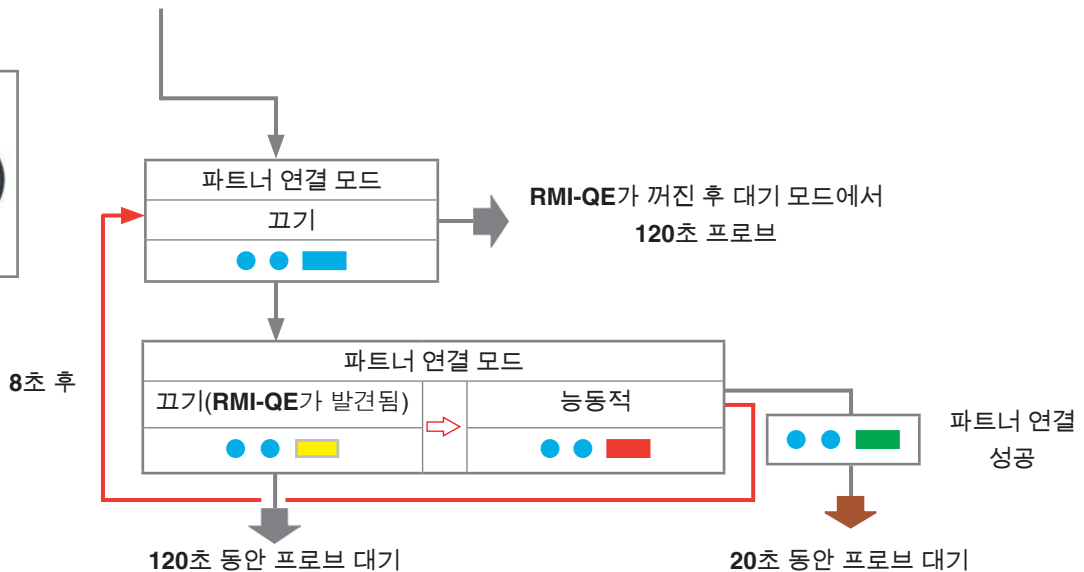 파트너 연결 모드
끄기
RMI-QE가 꺼진 후 대기 모드에서
120초 프로브
파트너 연결 모드
8초 후
끄기(RMI-QE가 발견됨)
능동적
파트너 연결
성공
120초 동안 프로브 대기
20초 동안 프로브 대기